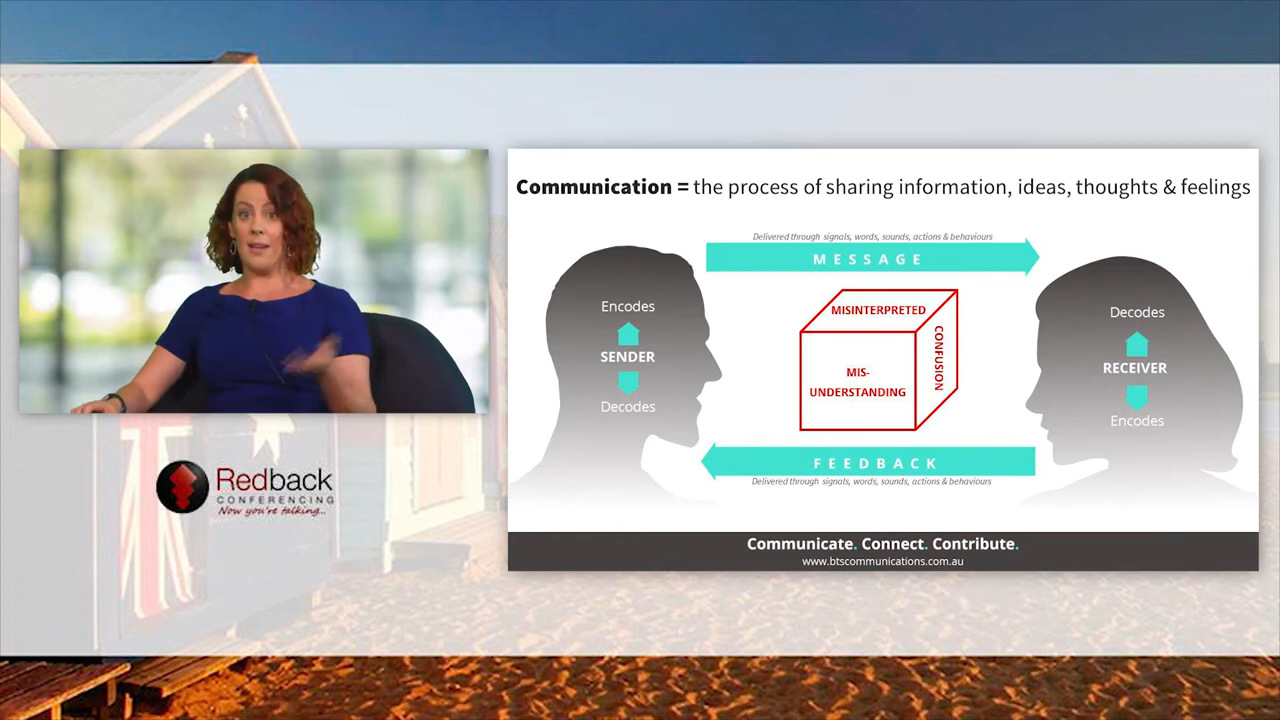 Communication = the process of sharing information, ideas, thoughts & feelings
Delivered through signals, words, sounds, actions & behaviours
MESSAGE
Encodes
SENDER
Decodes
MISINTERPRETED
CONFUSION
MIS-
UNDERSTANDING
Decodes
RECEIVER
Encodes
FEEDBACK
Delivered through signals, words, sounds, actions & behaviours
Redback
CONFERENCING
Now you're talking...
Communicate. Connect. Contribute.
www.btscommunications.com.au